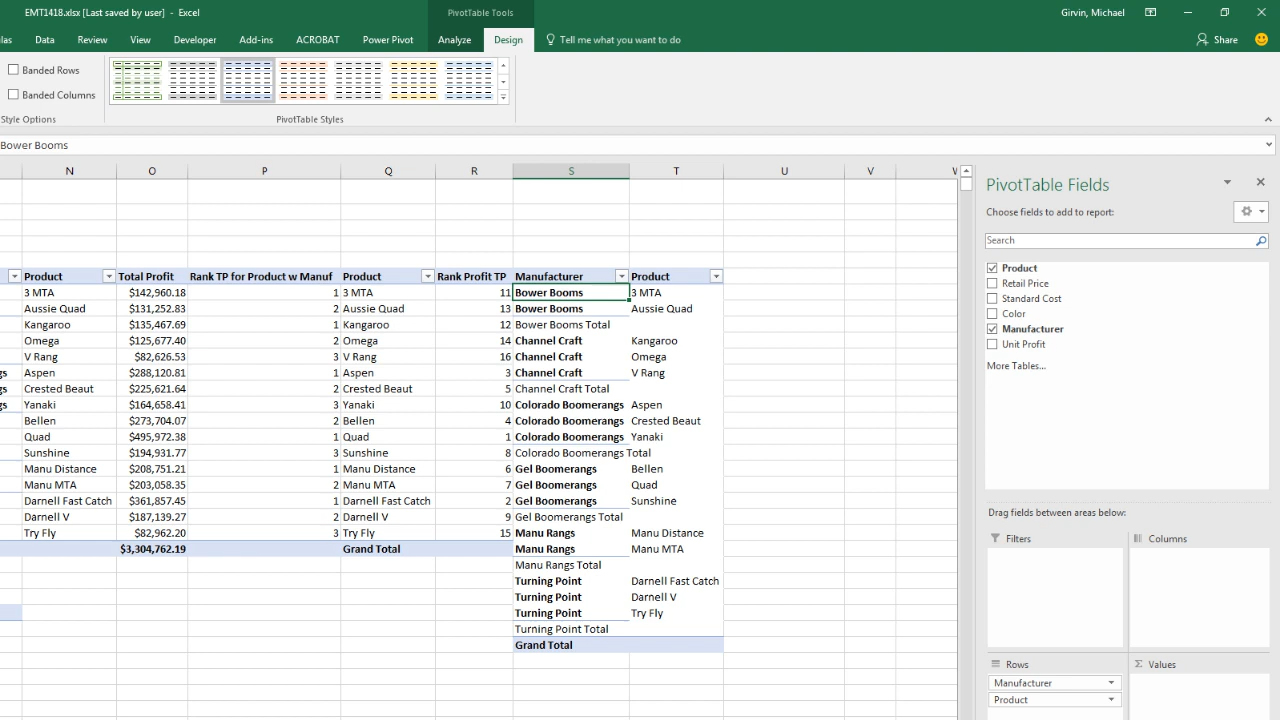 EMT1418.xlsx [Last saved by user] - Excel
PivotTable Tools
Girvin, Michael
las Data Review View Developer Add-ins ACROBAT Power Pivot Analyze Design Tell me what you want to do Share
Banded Rows
Banded Columns
Style Options PivotTable Styles
Bower Booms
N O P Q R S T U V W
Product Total Profit Rank TP for Product w Manuf Product Rank Profit TP Manufacturer Product
3 MTA $142,960.18 1 3 MTA 11 Bower Booms 3 MTA
Aussie Quad $131,252.83 2 Aussie Quad 13 Bower Booms Aussie Quad
Kangaroo $135,467.69 1 Kangaroo 12 Bower Booms Total
Omega $125,677.40 2 Omega 14 Channel Craft Kangaroo
V Rang $82,626.53 3 V Rang 16 Channel Craft Omega
gs Aspen $288,120.81 1 Aspen 3 Channel Craft V Rang
gs Crested Beaut $225,621.64 2 Crested Beaut 5 Channel Craft Total
gs Yanaki $164,658.41 3 Yanaki 10 Colorado Boomerangs Aspen
Bellen $273,704.07 2 Bellen 4 Colorado Boomerangs Crested Beaut
Quad $495,972.38 1 Quad 1 Colorado Boomerangs Yanaki
Sunshine $194,931.77 3 Sunshine 8 Colorado Boomerangs Total
Manu Distance $208,751.21 1 Manu Distance 6 Gel Boomerangs Bellen
Manu MTA $203,058.35 2 Manu MTA 7 Gel Boomerangs Quad
Darnell Fast Catch $361,857.45 1 Darnell Fast Catch 2 Gel Boomerangs Sunshine
Darnell V $187,139.27 2 Darnell V 9 Gel Boomerangs Total
Try Fly $82,962.20 3 Try Fly 15 Manu Rangs Manu Distance
$3,304,762.19 Grand Total Manu Rangs Manu MTA
Manu Rangs Total
Turning Point Darnell Fast Catch
Turning Point Darnell V
Turning Point Try Fly
Turning Point Total
Grand Total
PivotTable Fields
Choose fields to add to report:
Search
Product
Retail Price
Standard Cost
Color
Manufacturer
Unit Profit
More Tables...
Drag fields between areas below:
Filters Columns
Rows Σ Values
Manufacturer
Product